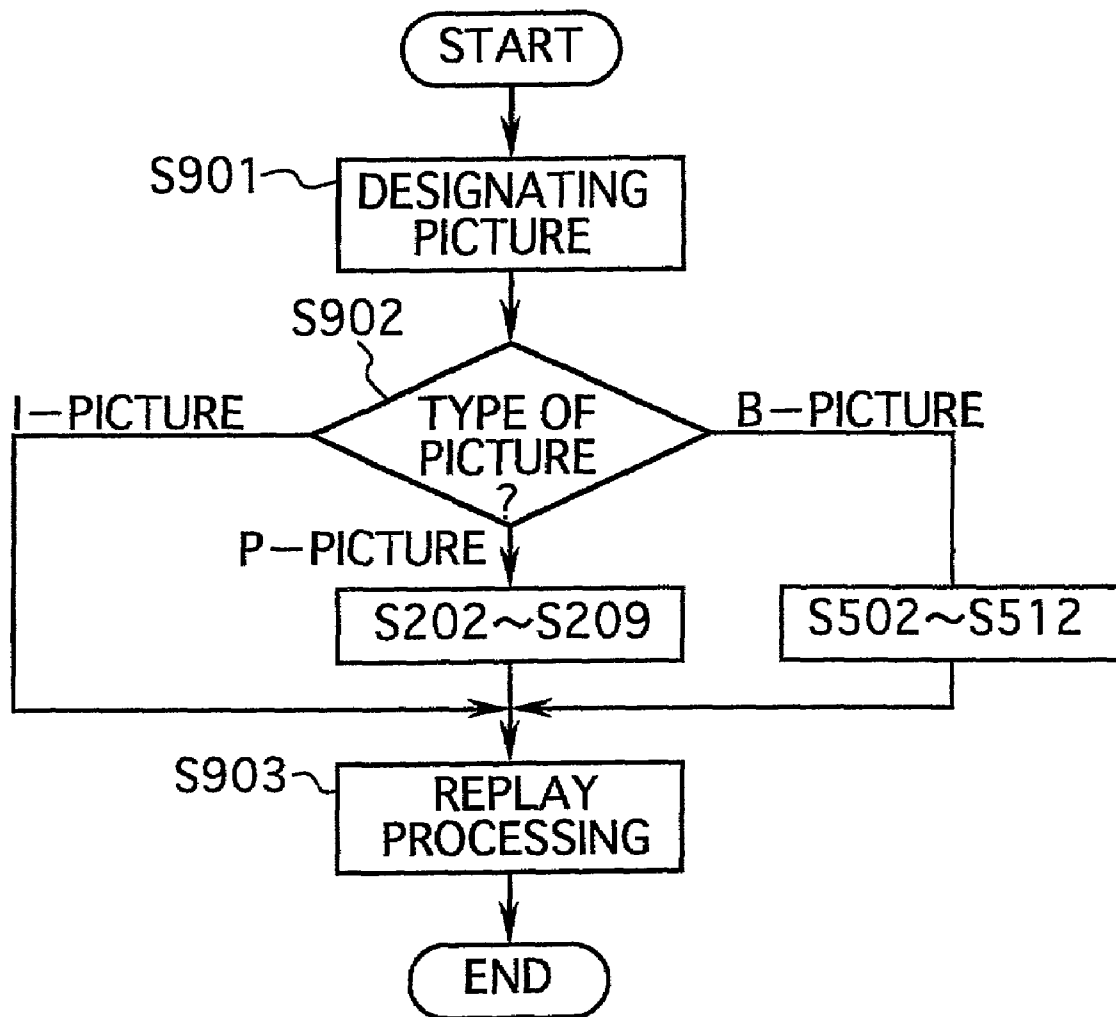 START
S901
DESIGNATING
PICTURE
S902
I-PICTURE
TYPE OF
PICTURE
?
B-PICTURE
P-PICTURE
S202~S209
S502~S512
S903
REPLAY
PROCESSING
END